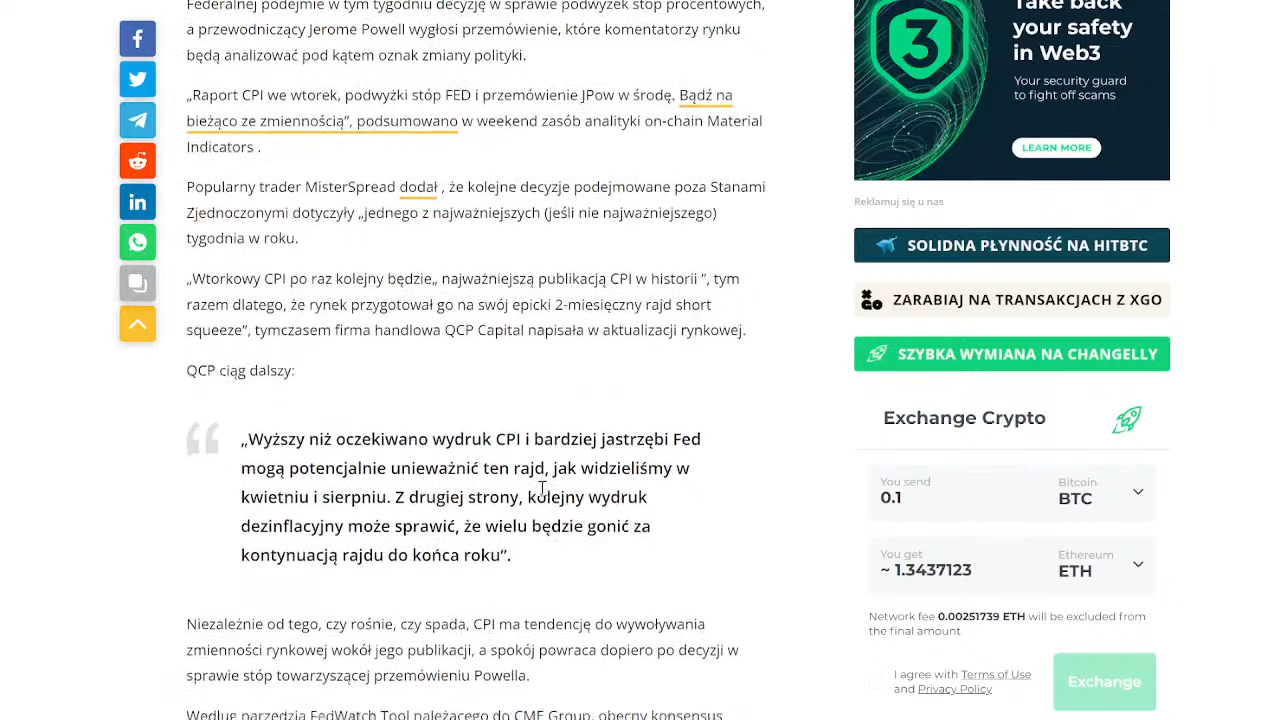 Federalnej podejmie w tym tygodniu decyzję w sprawie podwyżek stóp procentowych,
a przewodniczący Jerome Powell wygłosi przemówienie, które komentatorzy rynku
będą analizować pod kątem oznak zmiany polityki.
„Raport CPI we wtorek, podwyżki stóp FED i przemówienie JPow w środę. Bądź na
bieżąco ze zmiennością”, podsumowano w weekend zasób analityki on-chain Material
Indicators .
Popularny trader MisterSpread dodał , że kolejne decyzje podejmowane poza Stanami
Zjednoczonymi dotyczyły „jednego z najważniejszych (jeśli nie najważniejszego)
tygodnia w roku.
„Wtorkowy CPI po raz kolejny będzie„ najważniejszą publikacją CPI w historii ”, tym
razem dlatego, że rynek przygotował go na swój epicki 2-miesięczny rajd short
squeeze”, tymczasem firma handlowa QCP Capital napisała w aktualizacji rynkowej.
QCP ciąg dalszy:
„Wyższy niż oczekiwano wydruk CPI i bardziej jastrzębi Fed
mogą potencjalnie unieważnić ten rajd, jak widzieliśmy w
kwietniu i sierpniu. Z drugiej strony, kolejny wydruk
dezinflacyjny może sprawić, że wielu będzie gonić za
kontynuacją rajdu do końca roku”.
Niezależnie od tego, czy rośnie, czy spada, CPI ma tendencję do wywoływania
zmienności rynkowej wokół jego publikacji, a spokój powraca dopiero po decyzji w
sprawie stóp towarzyszącej przemówieniu Powella.
Według narzędzia FedWatch Tool należącego do CME Group, obecny konsensus
Take back
your safety
in Web3
Your security guard
to fight off scams
LEARN MORE
3
Reklamuj się u nas
SOLIDNA PŁYNNOŚĆ NA HITBTC
XGO
ZARABIAJ NA TRANSAKCJACH Z XGO
SZYBKA WYMIANA NA CHANGELLY
Exchange Crypto
You send
0.1
Bitcoin
BTC
You get
~ 1.3437123
Ethereum
ETH
Network fee 0.00251739 ETH will be excluded from
the final amount
I agree with Terms of Use
and Privacy Policy
Exchange